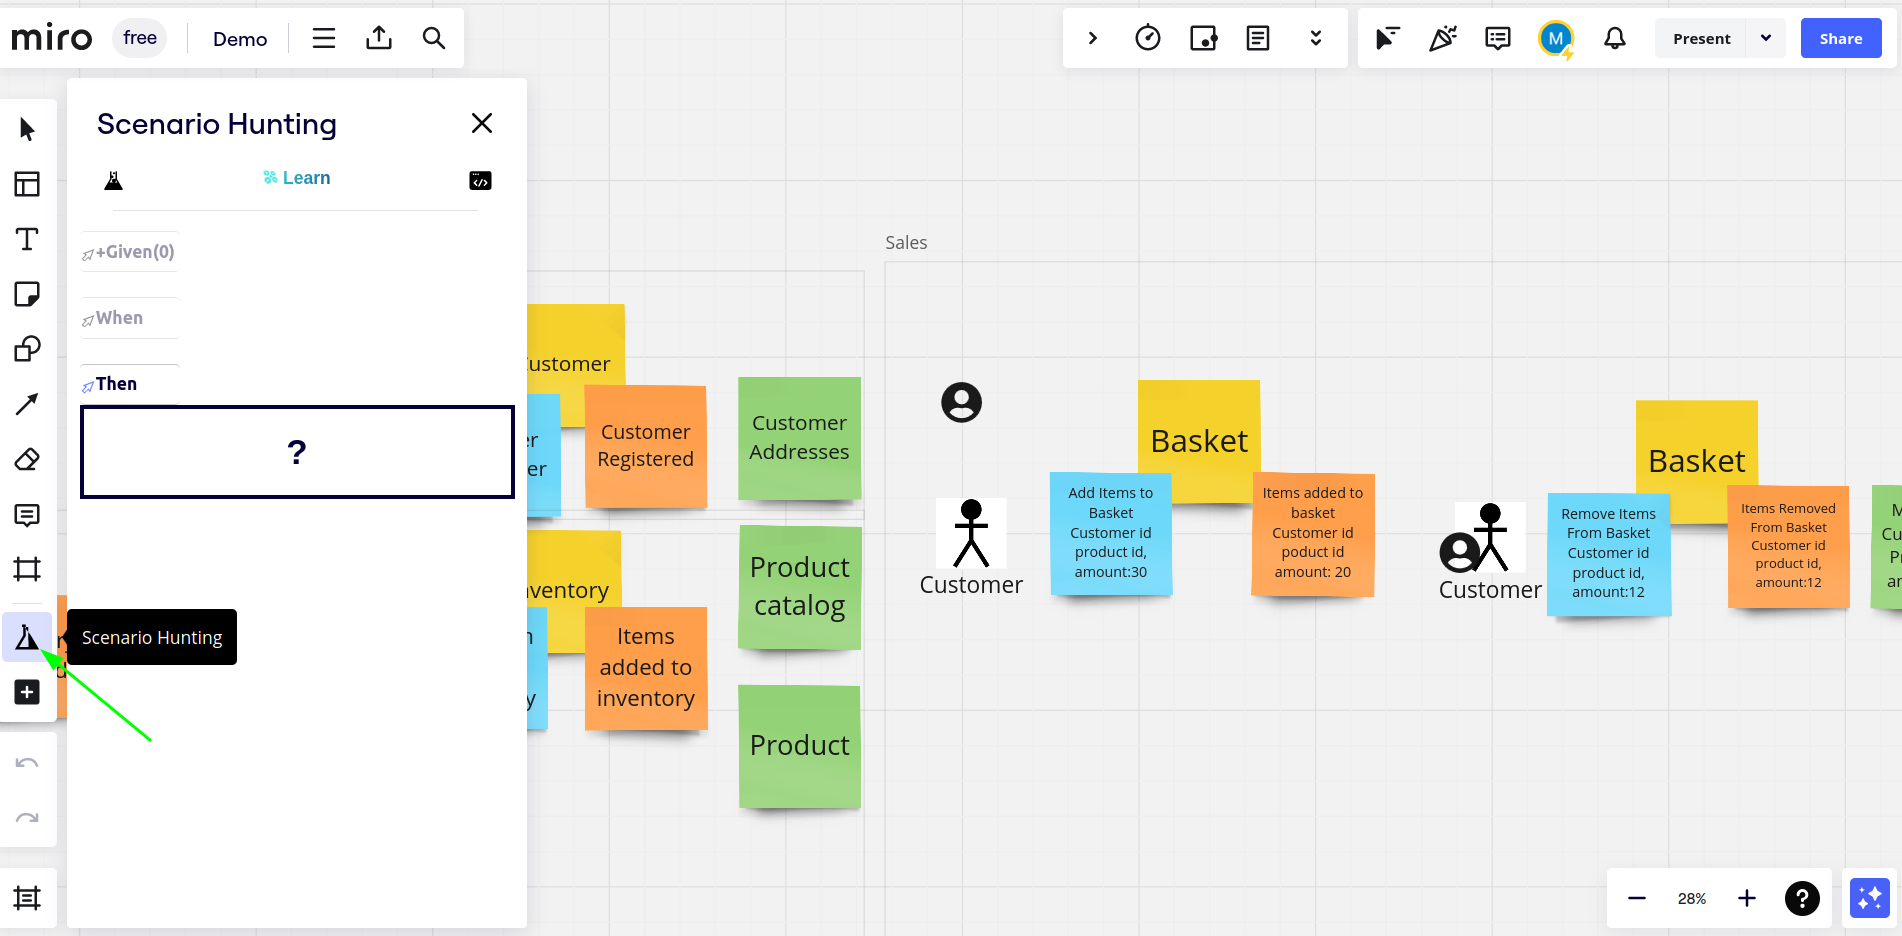 miro
free
Demo
Present
Share
Scenario Hunting
Learn
+Given(0)
When
Then
?
Scenario Hunting
ustomer
er
er
Customer
Registered
Customer
Addresses
nventory
n
y
Items
added to
inventory
Product
catalog
Product
Sales
Customer
Basket
Add Items to
Basket
Customer id
product id,
amount:30
Items added to
basket
Customer id
poduct id
amount: 20
Customer
Basket
Remove Items
From Basket
Customer id
product id,
amount:12
Items Removed
From Basket
Customer id
product id,
amount:12
M
Cu
P
ar
M
28%
?